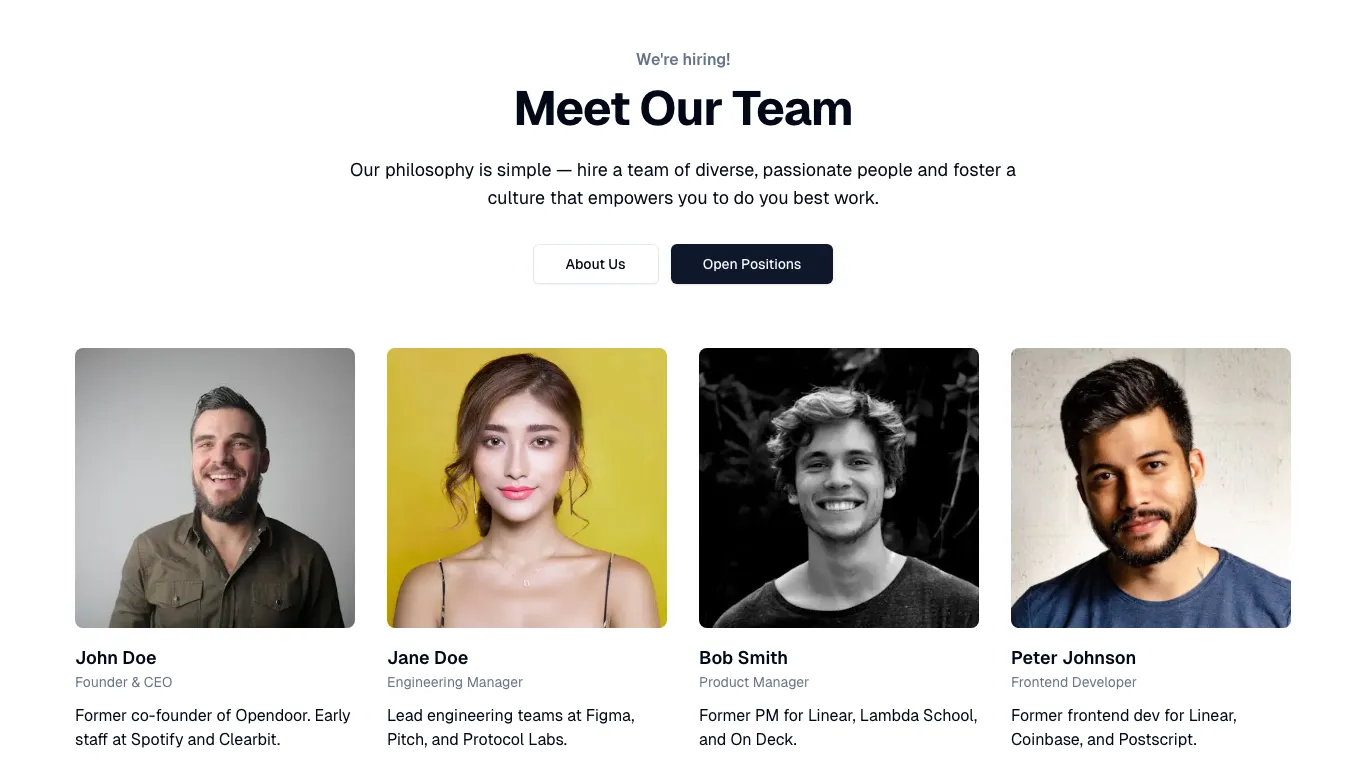 We're hiring!
Meet Our Team
Our philosophy is simple — hire a team of diverse, passionate people and foster a
culture that empowers you to do you best work.
About Us
Open Positions
John Doe
Founder & CEO
Former co-founder of Opendoor. Early
staff at Spotify and Clearbit.
Jane Doe
Engineering Manager
Lead engineering teams at Figma,
Pitch, and Protocol Labs.
Bob Smith
Product Manager
Former PM for Linear, Lambda School,
and On Deck.
Peter Johnson
Frontend Developer
Former frontend dev for Linear,
Coinbase, and Postscript.